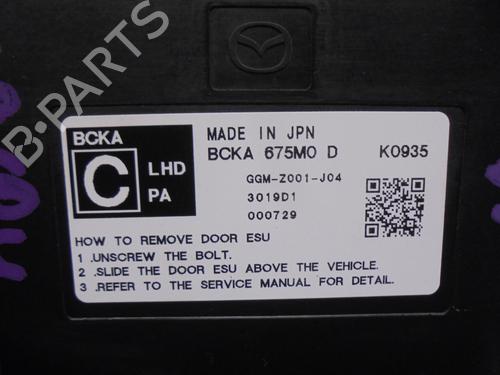 B-PARTS
BCKA
C
LHD
PA
MADE IN JPN
BCKA 675M0 D K0935
GGM-Z001-J04
3019D1
000729
HOW TO REMOVE DOOR ESU
1 .UNSCREW THE BOLT.
2 .SLIDE THE DOOR ESU ABOVE THE VEHICLE.
3 .REFER TO THE SERVICE MANUAL FOR DETAIL.